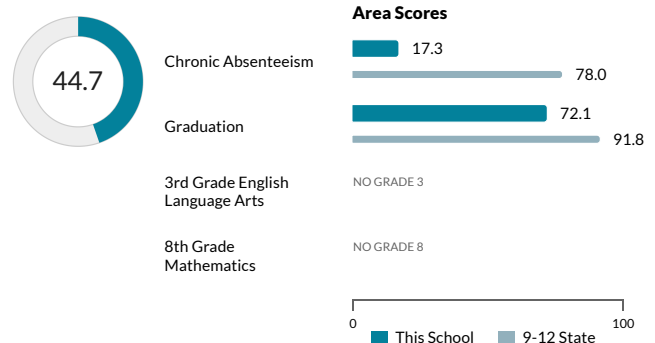 Area Scores
44.7
Chronic Absenteeism
17.3
78.0
Graduation
72.1
91.8
3rd Grade English
Language Arts
NO GRADE 3
8th Grade
Mathematics
NO GRADE 8
0
100
This School
9-12 State